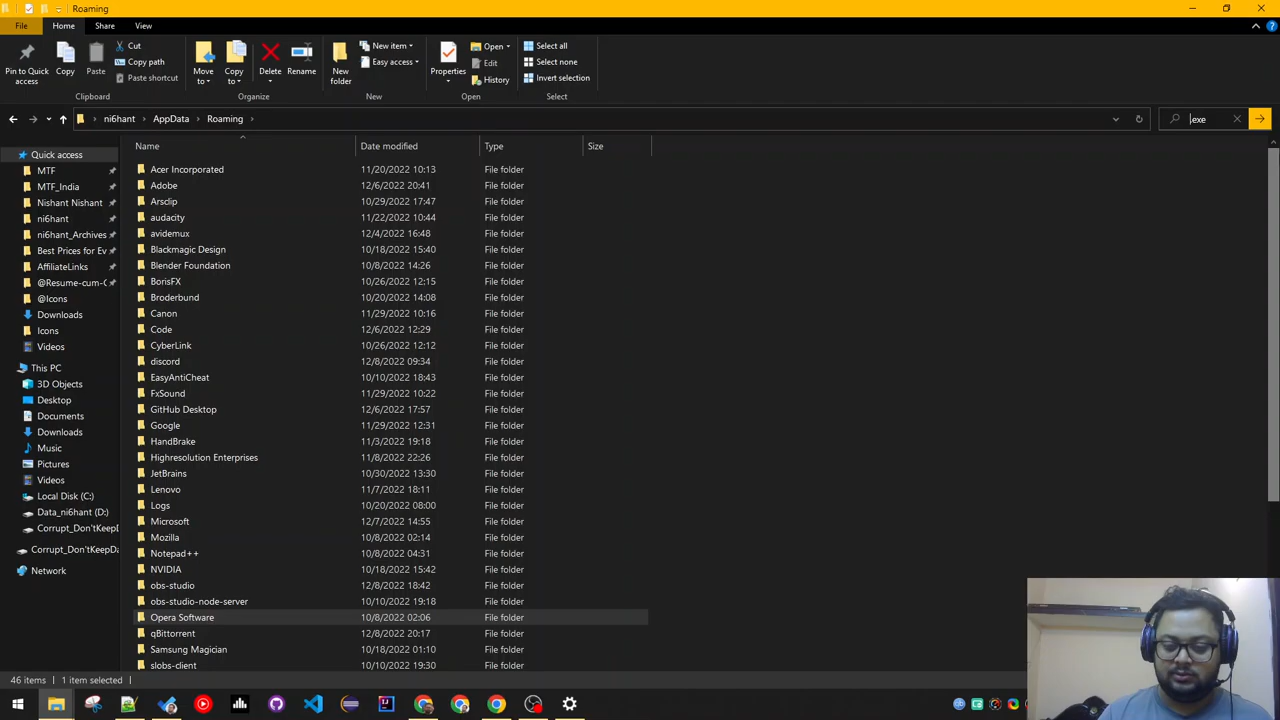 Roaming
File Home Share View
Pin to Quick access
Copy
Paste
Cut
Copy path
Paste shortcut
Clipboard
Move to
Copy to
Delete
Rename
Organize
New folder
New item
Easy access
New
Properties
Open
Edit
History
Open
Select all
Select none
Invert selection
Select
ni6hant > AppData > Roaming >
.exe
Name Date modified Type Size
Quick access
MTF
MTF_India
Nishant Nishant
ni6hant
ni6hant_Archives
Best Prices for Ev
AffiliateLinks
@Resume-cum-C
@Icons
Downloads
Icons
Videos
This PC
3D Objects
Desktop
Documents
Downloads
Music
Pictures
Videos
Local Disk (C:)
Data_ni6hant (D:)
Corrupt_Don'tKeepD
Corrupt_Don'tKeepDa
Network
Acer Incorporated 11/20/2022 10:13 File folder
Adobe 12/6/2022 20:41 File folder
Arsclip 10/29/2022 17:47 File folder
audacity 11/22/2022 10:44 File folder
avidemux 12/4/2022 16:48 File folder
Blackmagic Design 10/18/2022 15:40 File folder
Blender Foundation 10/8/2022 14:26 File folder
BorisFX 10/26/2022 12:15 File folder
Broderbund 10/20/2022 14:08 File folder
Canon 11/29/2022 10:16 File folder
Code 12/6/2022 12:29 File folder
CyberLink 10/26/2022 12:12 File folder
discord 12/8/2022 09:34 File folder
EasyAntiCheat 10/10/2022 18:43 File folder
FxSound 11/29/2022 10:22 File folder
GitHub Desktop 12/6/2022 17:57 File folder
Google 11/29/2022 12:31 File folder
HandBrake 11/3/2022 19:18 File folder
Highresolution Enterprises 11/8/2022 22:26 File folder
JetBrains 10/30/2022 13:30 File folder
Lenovo 11/7/2022 18:11 File folder
Logs 10/20/2022 08:00 File folder
Microsoft 12/7/2022 14:55 File folder
Mozilla 10/8/2022 02:14 File folder
Notepad++ 10/8/2022 04:31 File folder
NVIDIA 10/18/2022 15:42 File folder
obs-studio 12/8/2022 18:42 File folder
obs-studio-node-server 10/10/2022 19:18 File folder
Opera Software 10/8/2022 02:06 File folder
qBittorrent 12/8/2022 20:17 File folder
Samsung Magician 10/18/2022 01:10 File folder
slobs-client 10/10/2022 19:30 File folder
46 items 1 item selected